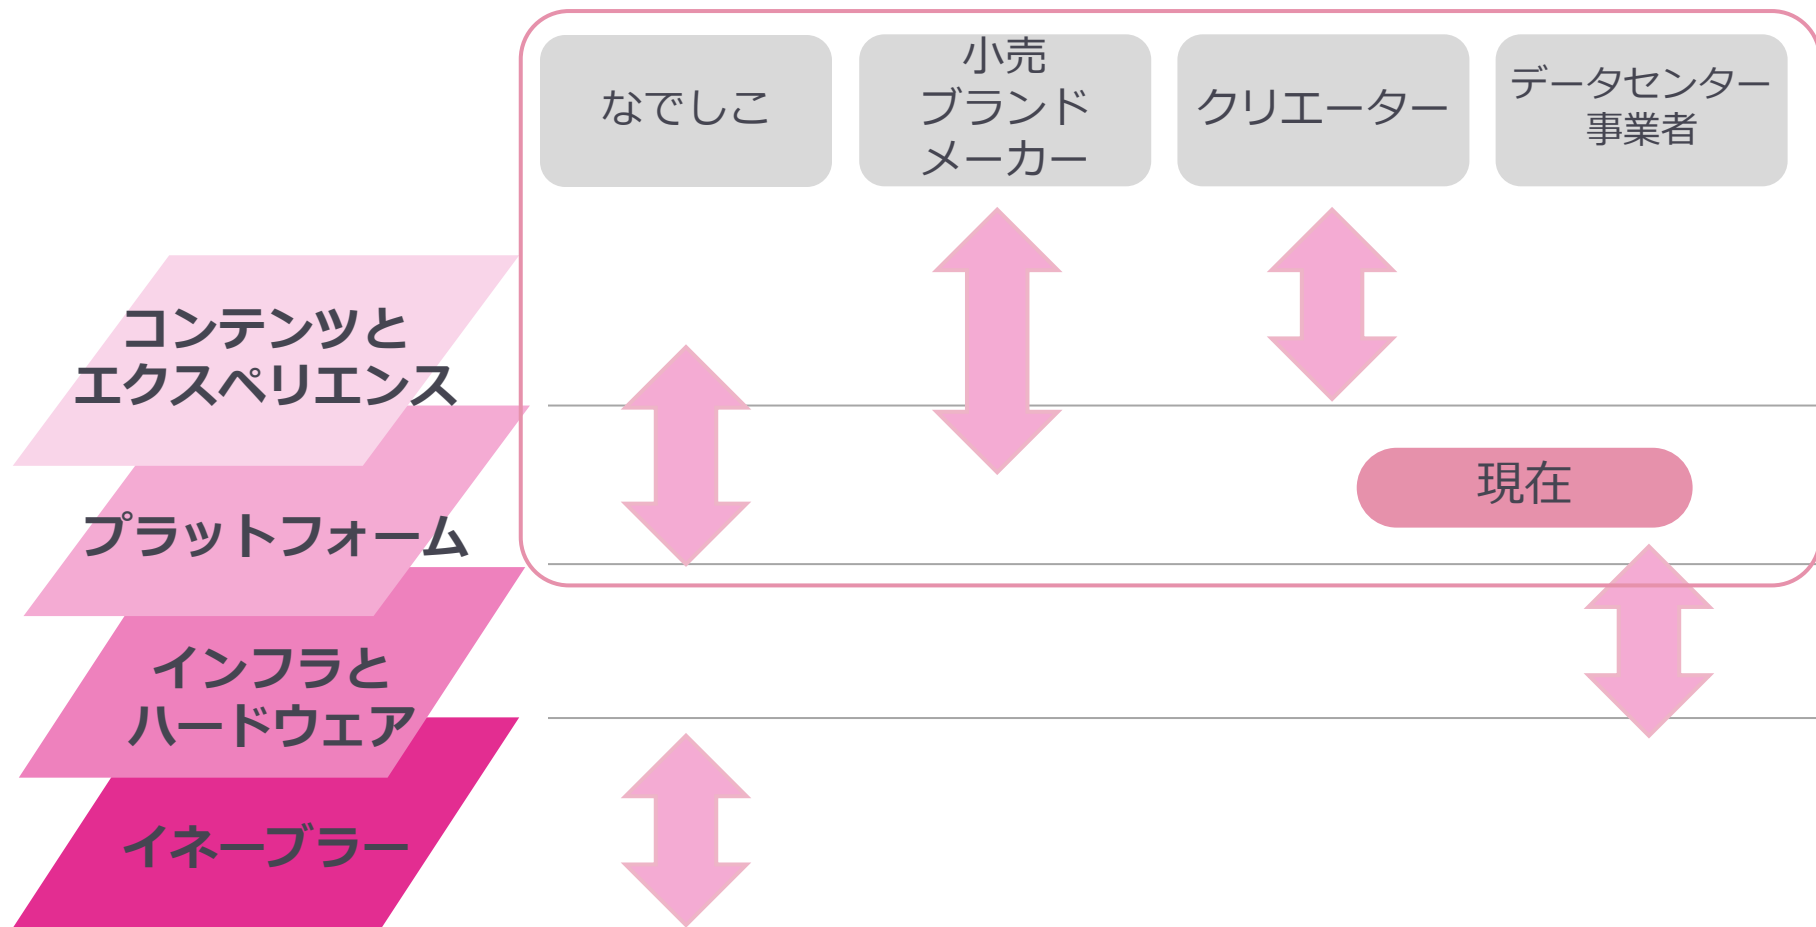 なでしこ
小売
ブランド
メーカー
クリエーター
データセンター
事業者
コンテンツと
エクスペリエンス
現在
プラットフォーム
インフラと
ハードウェア
イネーブラー